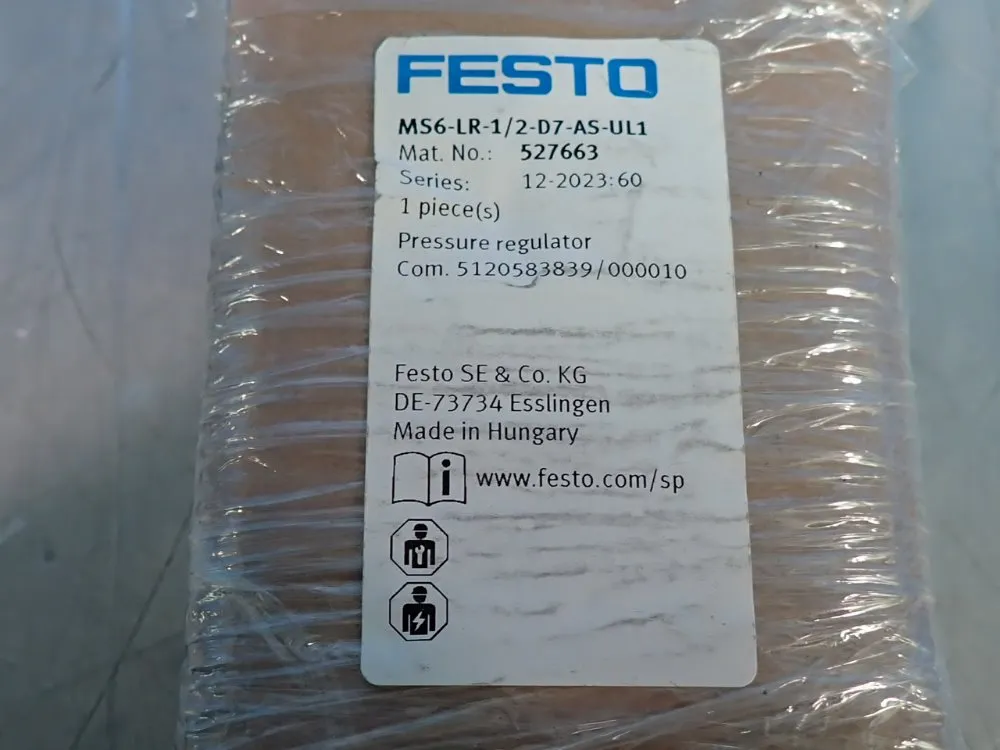 FESTO
MS6-LR-1/2-D7-AS-UL1
Mat. No.: 527663
Series: 12-2023:60
1 piece(s)
Pressure regulator
Com. 5120583839/000010
Festo SE & Co. KG
DE-73734 Esslingen
Made in Hungary
i www.festo.com/sp